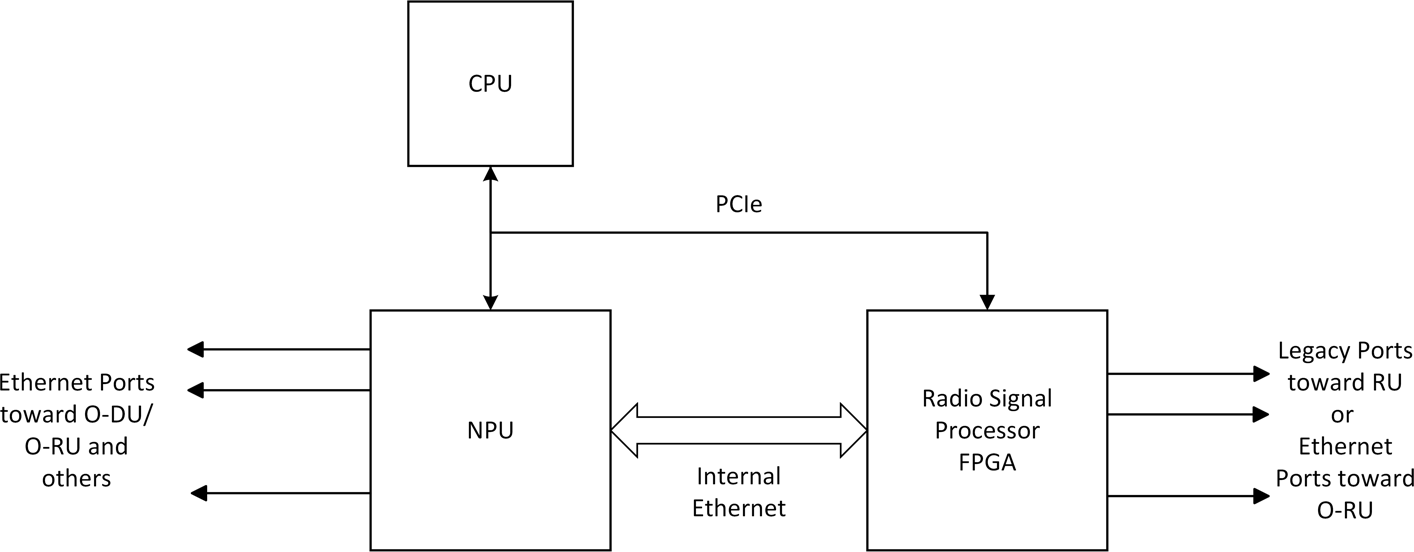 CPU
PCIe
Ethernet Ports
toward O-DU/
O-RU and
others
NPU
Internal
Ethernet
Radio Signal
Processor
FPGA
Legacy Ports
toward RU
or
Ethernet
Ports toward
O-RU